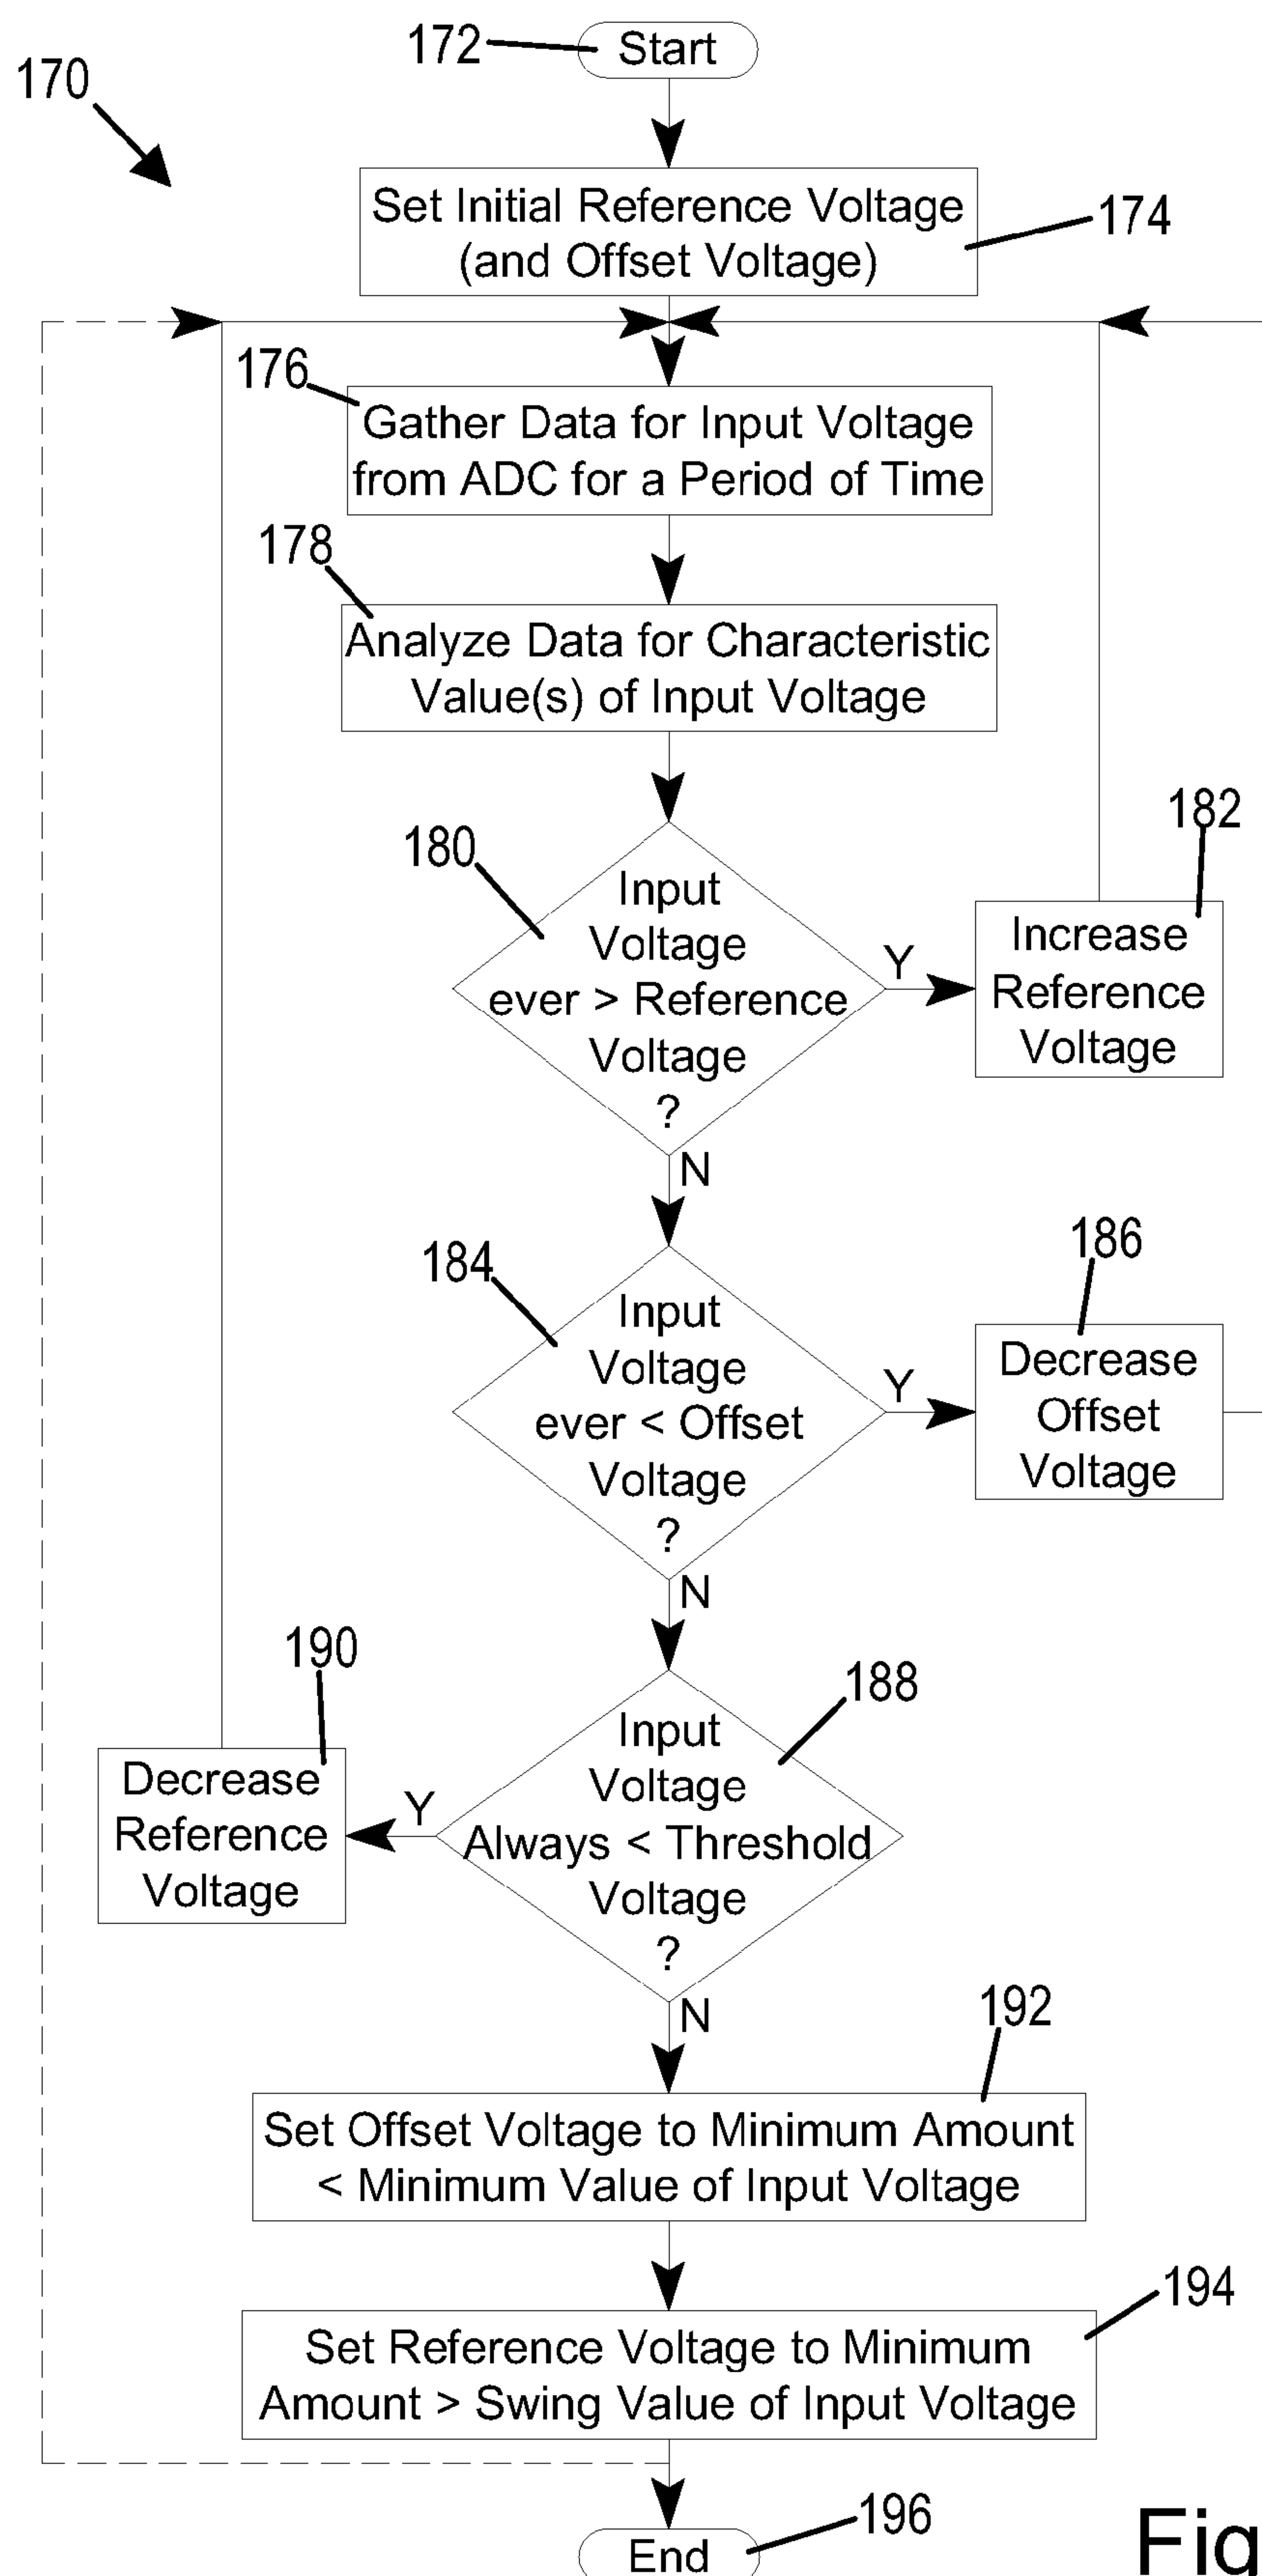 172
Start
170
Set Initial Reference Voltage
(and Offset Voltage)
174
176
Gather Data for Input Voltage
from ADC for a Period of Time
178
Analyze Data for Characteristic
Value(s) of Input Voltage
180
Input
Voltage
ever > Reference
Voltage
?
Y
182
Increase
Reference
Voltage
N
184
Input
Voltage
ever < Offset
Voltage
?
Y
186
Decrease
Offset
Voltage
N
188
Input
Voltage
Always < Threshold
Voltage
?
Y
190
Decrease
Reference
Voltage
N
192
Set Offset Voltage to Minimum Amount
< Minimum Value of Input Voltage
194
Set Reference Voltage to Minimum
Amount > Swing Value of Input Voltage
196
End
Fig